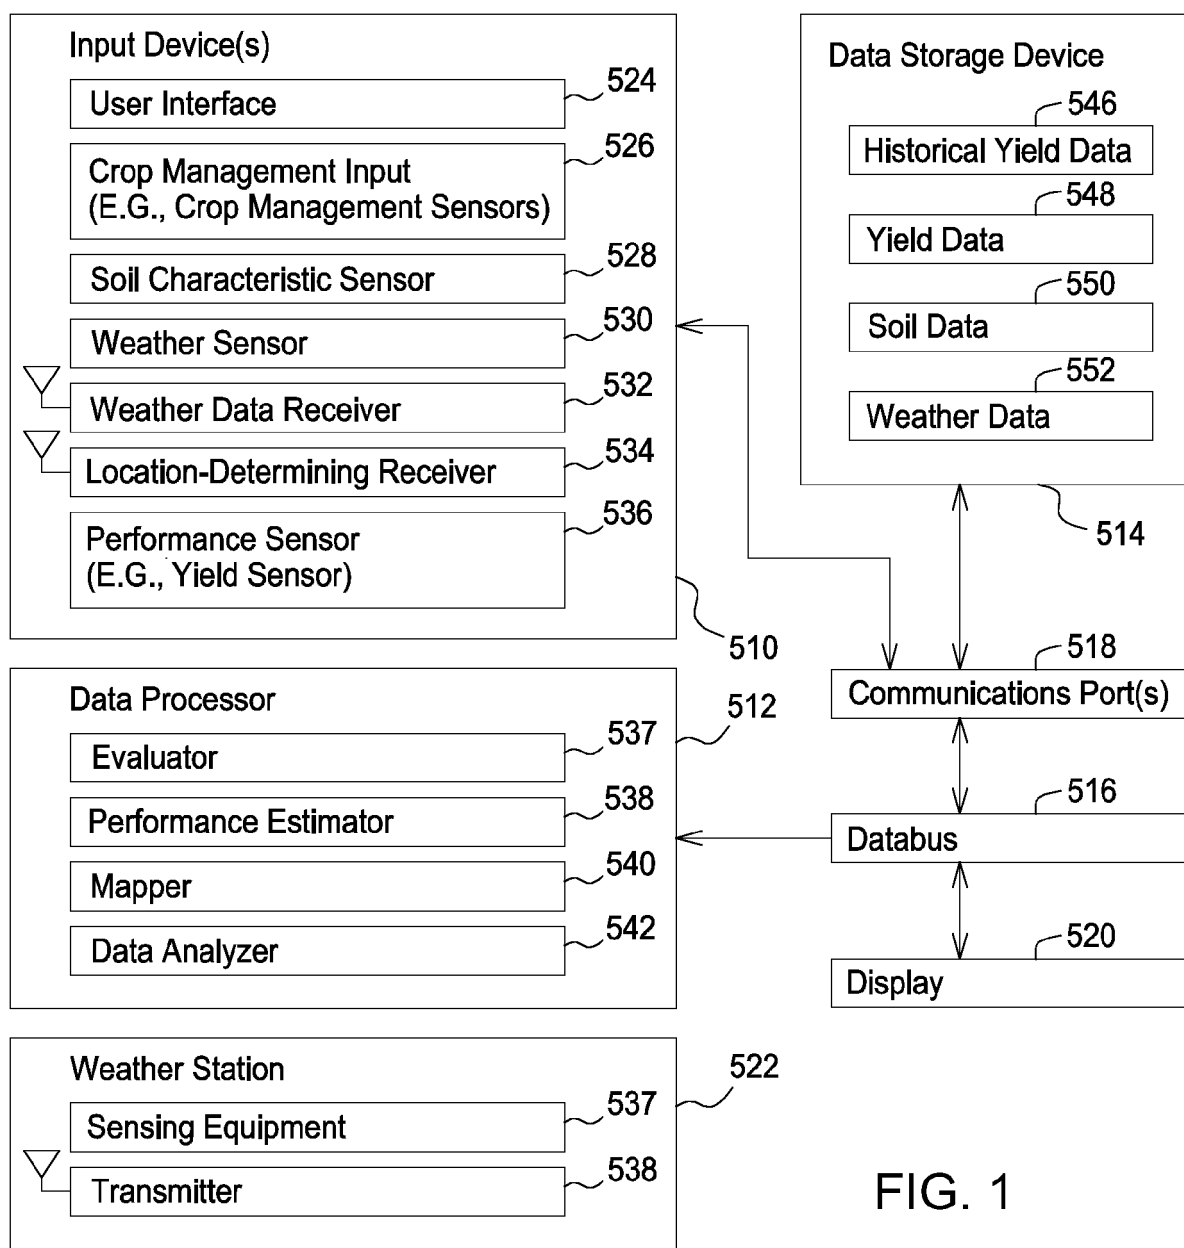 Input Device(s)
User Interface
524
Crop Management Input
(E.G., Crop Management Sensors)
526
Soil Characteristic Sensor
528
Weather Sensor
530
Weather Data Receiver
532
Location-Determining Receiver
534
Performance Sensor
(E.G., Yield Sensor)
536
510
Data Storage Device
546
Historical Yield Data
548
Yield Data
550
Soil Data
552
Weather Data
514
518
Communications Port(s)
516
Databus
520
Display
Data Processor
512
Evaluator
537
Performance Estimator
538
Mapper
540
Data Analyzer
542
Weather Station
522
Sensing Equipment
537
Transmitter
538
FIG. 1